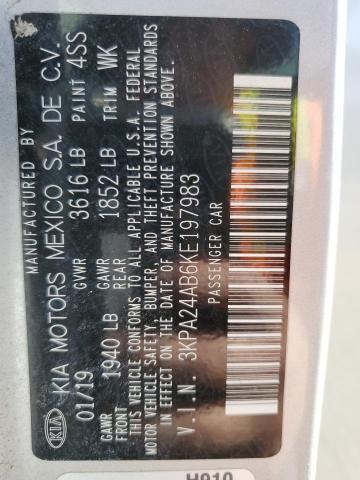 MANUFACTURED BY
KIA KIA MOTORS MEXICO S.A. DE C.V.
01/19 GVWR 3616 LB PAINT 4SS
GAWR FRONT 1940 LB GAWR REAR 1852 LB TRIM WK
THIS VEHICLE CONFORMS TO ALL APPLICABLE U.S.A. FEDERAL
MOTOR VEHICLE SAFETY, BUMPER, AND THEFT PREVENTION STANDARDS
IN EFFECT ON THE DATE OF MANUFACTURE SHOWN ABOVE.
V.I.N. 3KPA24AB6KE197983
PASSENGER CAR
H910